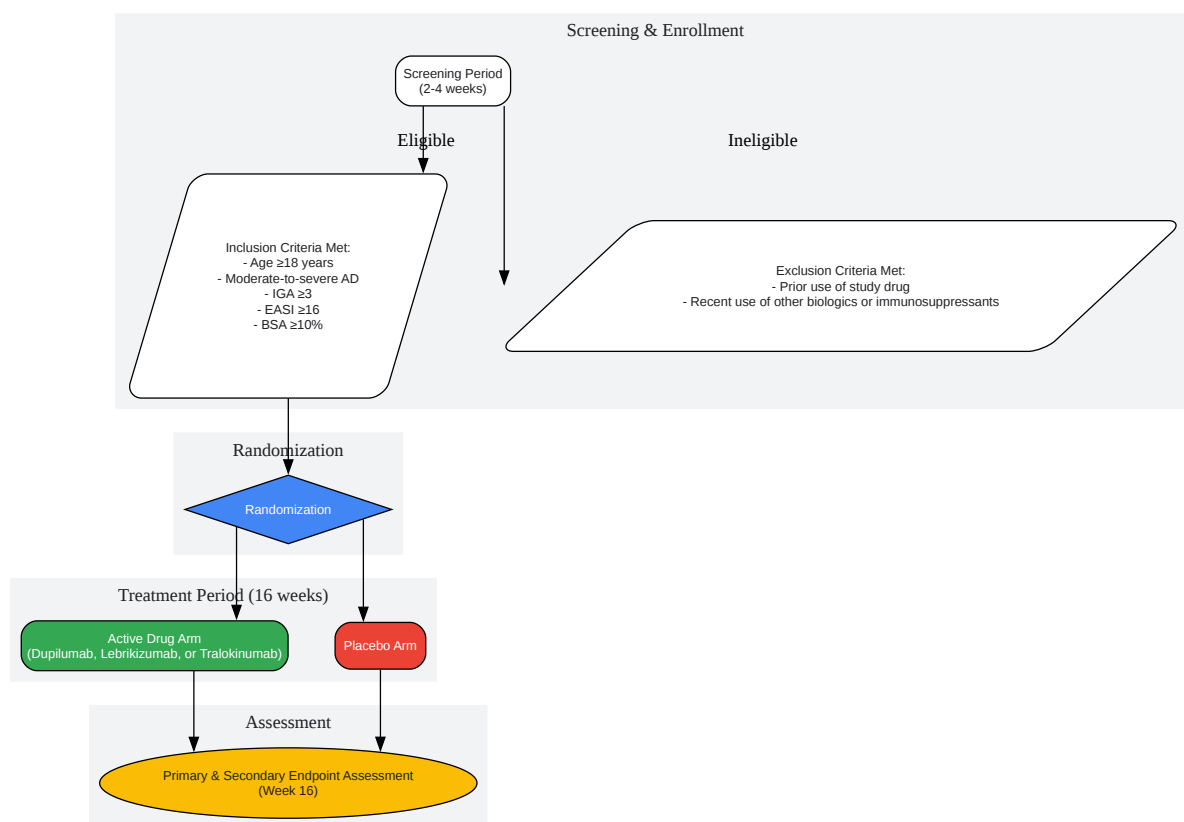 Screening & Enrollment
Screening Period
(2-4 weeks)
Eligible
Ineligible
Inclusion Criteria Met:
- Age ≥18 years
- Moderate-to-severe AD
- IGA ≥3
- EASI ≥16
- BSA ≥10%
Exclusion Criteria Met:
- Prior use of study drug
- Recent use of other biologics or immunosuppressants
Randomization
Randomization
Treatment Period (16 weeks)
Active Drug Arm
(Dupilumab, Lebrikizumab, or Tralokinumab)
Placebo Arm
Assessment
Primary & Secondary Endpoint Assessment
(Week 16)